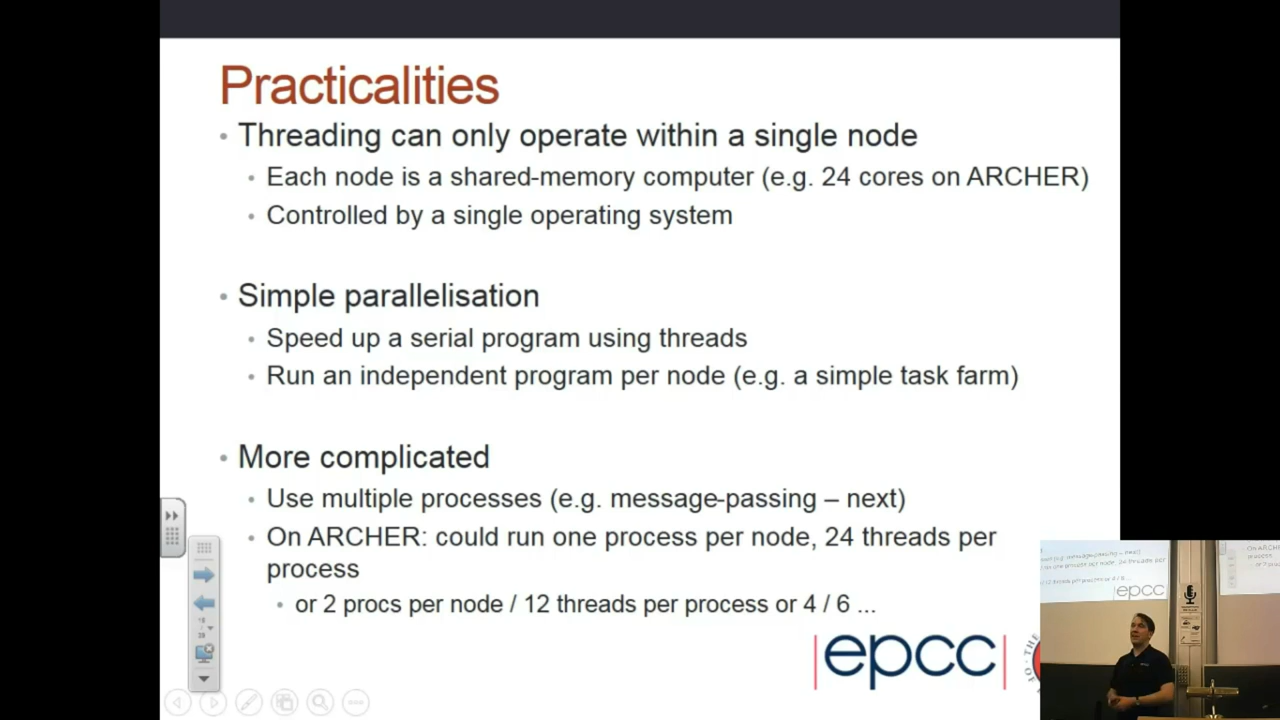 Practicalities
• Threading can only operate within a single node
• Each node is a shared-memory computer (e.g. 24 cores on ARCHER)
• Controlled by a single operating system
• Simple parallelisation
• Speed up a serial program using threads
• Run an independent program per node (e.g. a simple task farm)
• More complicated
• Use multiple processes (e.g. message-passing – next)
• On ARCHER: could run one process per node, 24 threads per
process
• or 2 procs per node / 12 threads per process or 4 / 6 ...
|epcc|